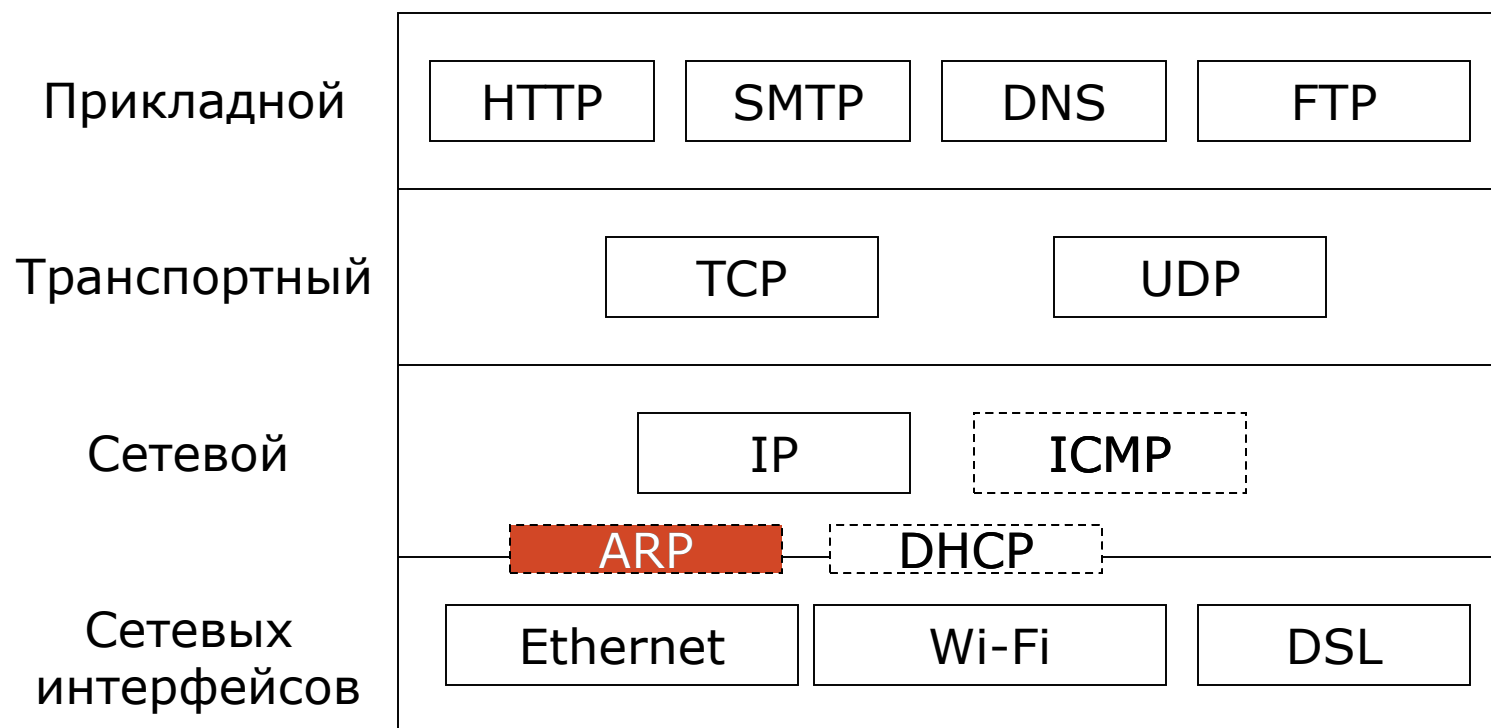 Прикладной
HTTP SMTP DNS FTP
Транспортный
TCP UDP
Сетевой
IP ICMP
ARP DHCP
Сетевых
интерфейсов
Ethernet Wi-Fi DSL